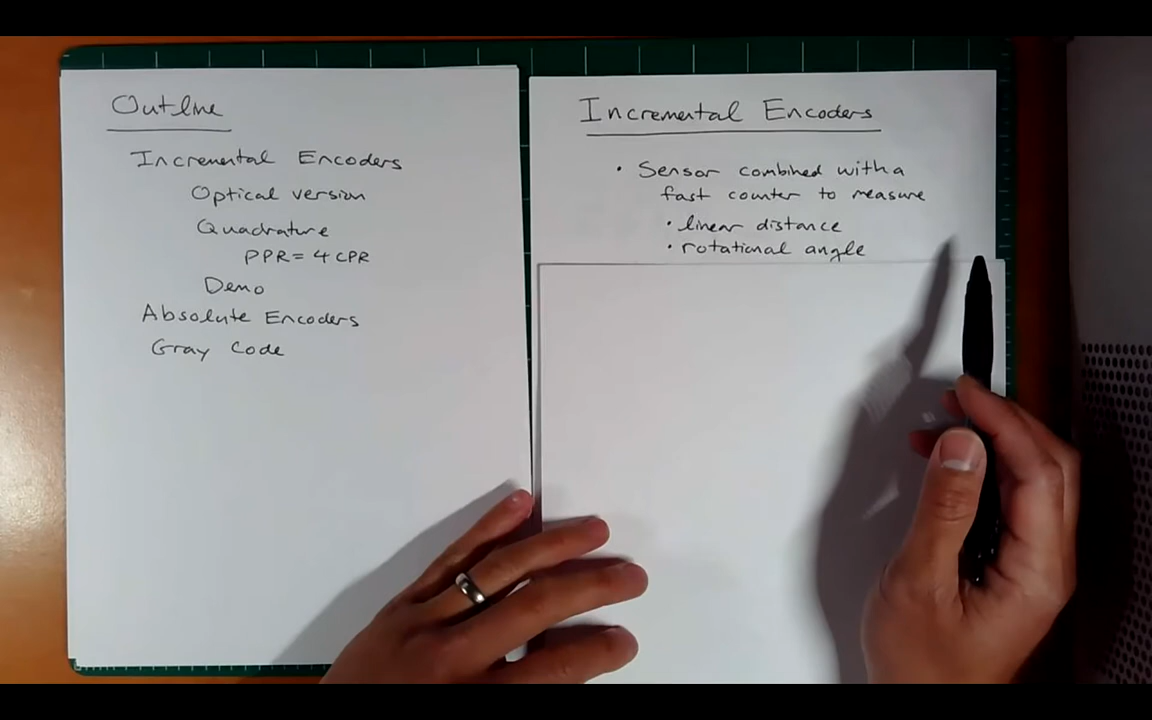 Outline
Incremental Encoders
Optical version
Quadrature
PPR = 4 CPR
Demo
Absolute Encoders
Gray Code
Incremental Encoders
• Sensor combined with a
fast counter to measure
• linear distance
• rotational angle